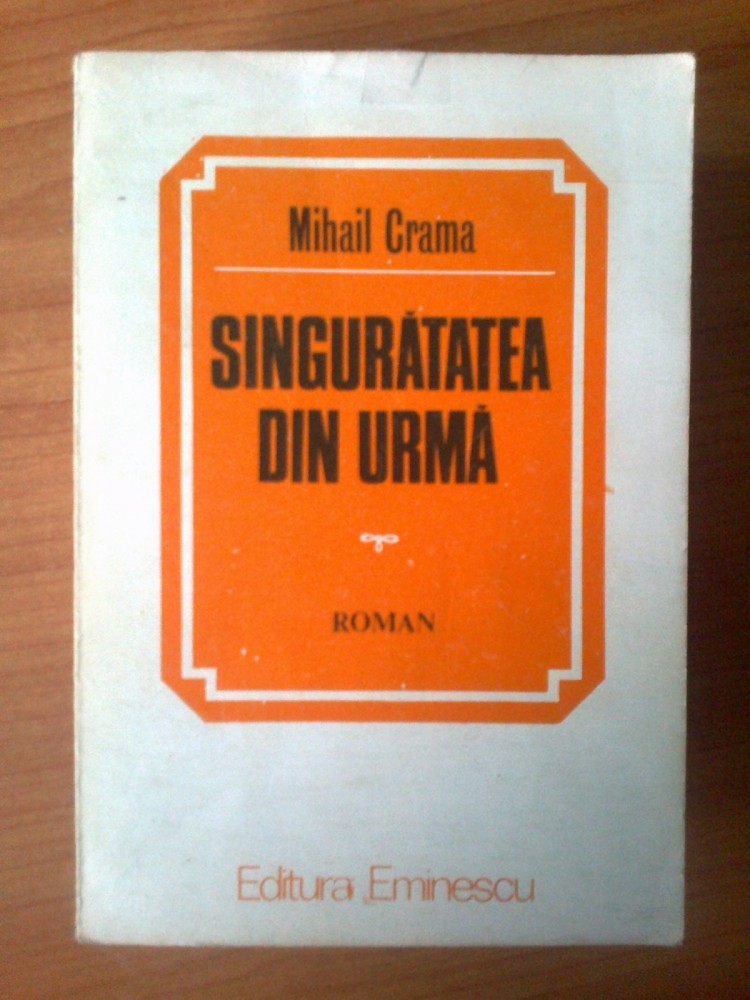 Mihail Crama
SINGURĂTATEA
DIN URMĂ
ROMAN
Editura Eminescu